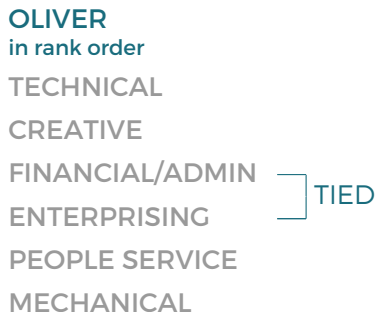 OLIVER
in rank order
TECHNICAL
CREATIVE
FINANCIAL/ADMIN
ENTERPRISING
TIED
PEOPLE SERVICE
MECHANICAL